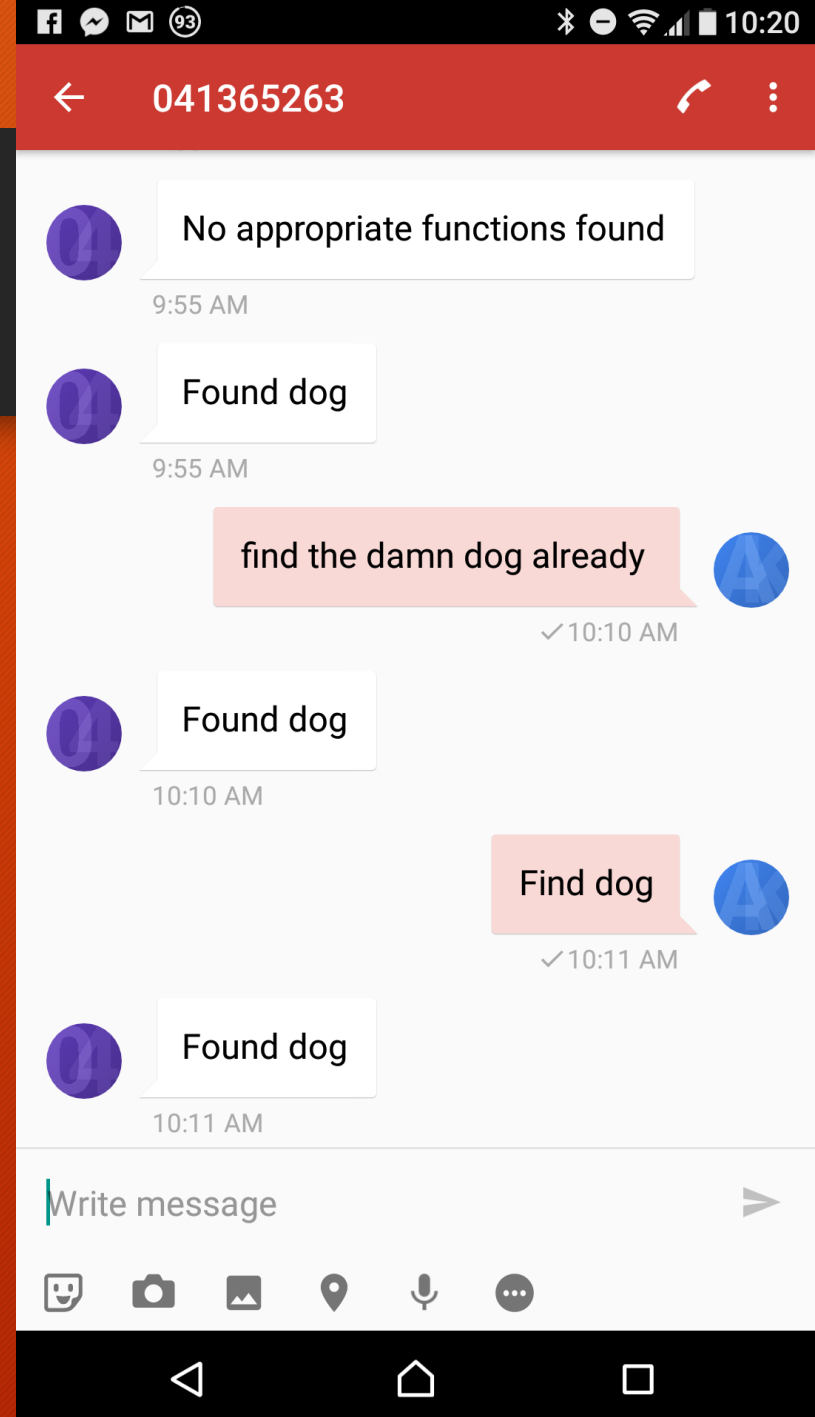 93
10:20
041365263
No appropriate functions found
9:55 AM
Found dog
9:55 AM
find the damn dog already
10:10 AM
Found dog
10:10 AM
Find dog
10:11 AM
Found dog
10:11 AM
Write message